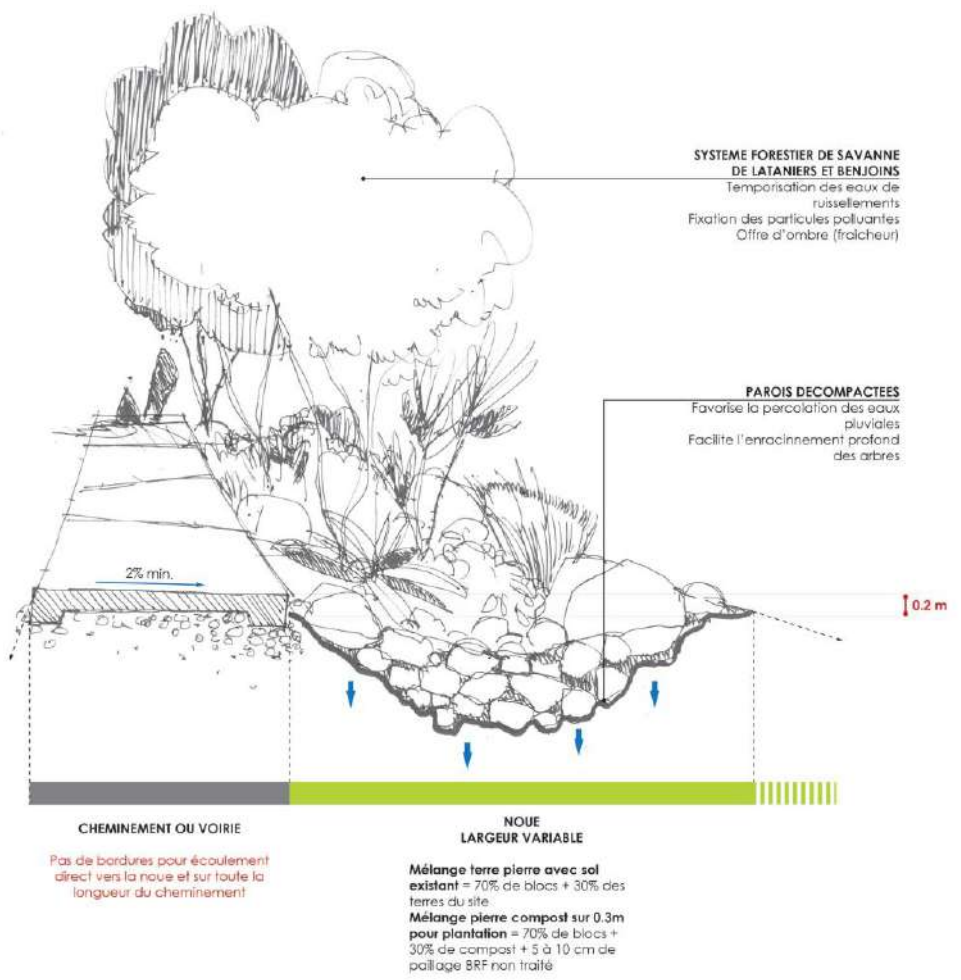 SYSTEME FORESTIER DE SAVANNE
DE LATANIERS ET BENJOINS
Temporisation des eaux de
ruissellements
Fixation des particules polluantes
Offre d'ombre (fraîcheur)
PAROIS DECOMPACTEES
Favorise la percolation des eaux
pluviales
Facilite l'enracinnement profond
des arbres
2% min.
0.2 m
CHEMINEMENT OU VOIRIE
Pas de bordures pour écoulement
direct vers la noue et sur toute la
longueur du cheminement
NOUE
LARGEUR VARIABLE
Mélange terre pierre avec sol
existant = 70% de blocs + 30% des
terres du site
Mélange pierre compost sur 0.3m
pour plantation = 70% de blocs +
30% de compost + 5 à 10 cm de
paillage BRF non traité